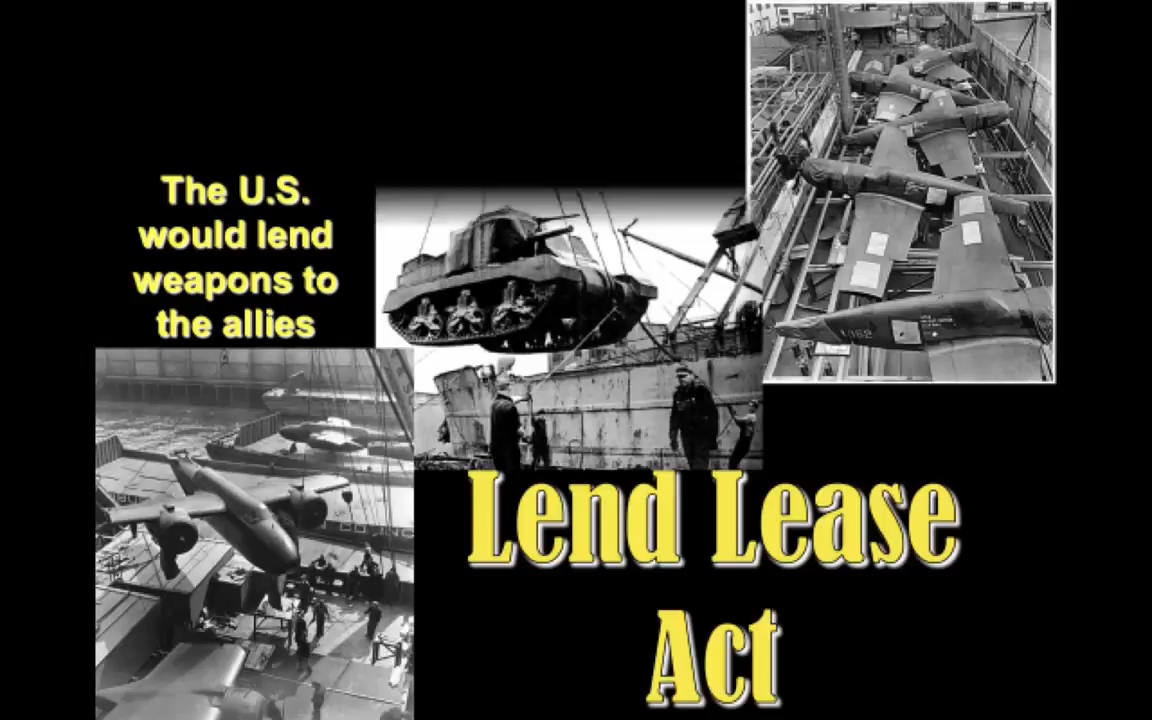 The U.S.
would lend
weapons to
the allies
Lend Lease
Act